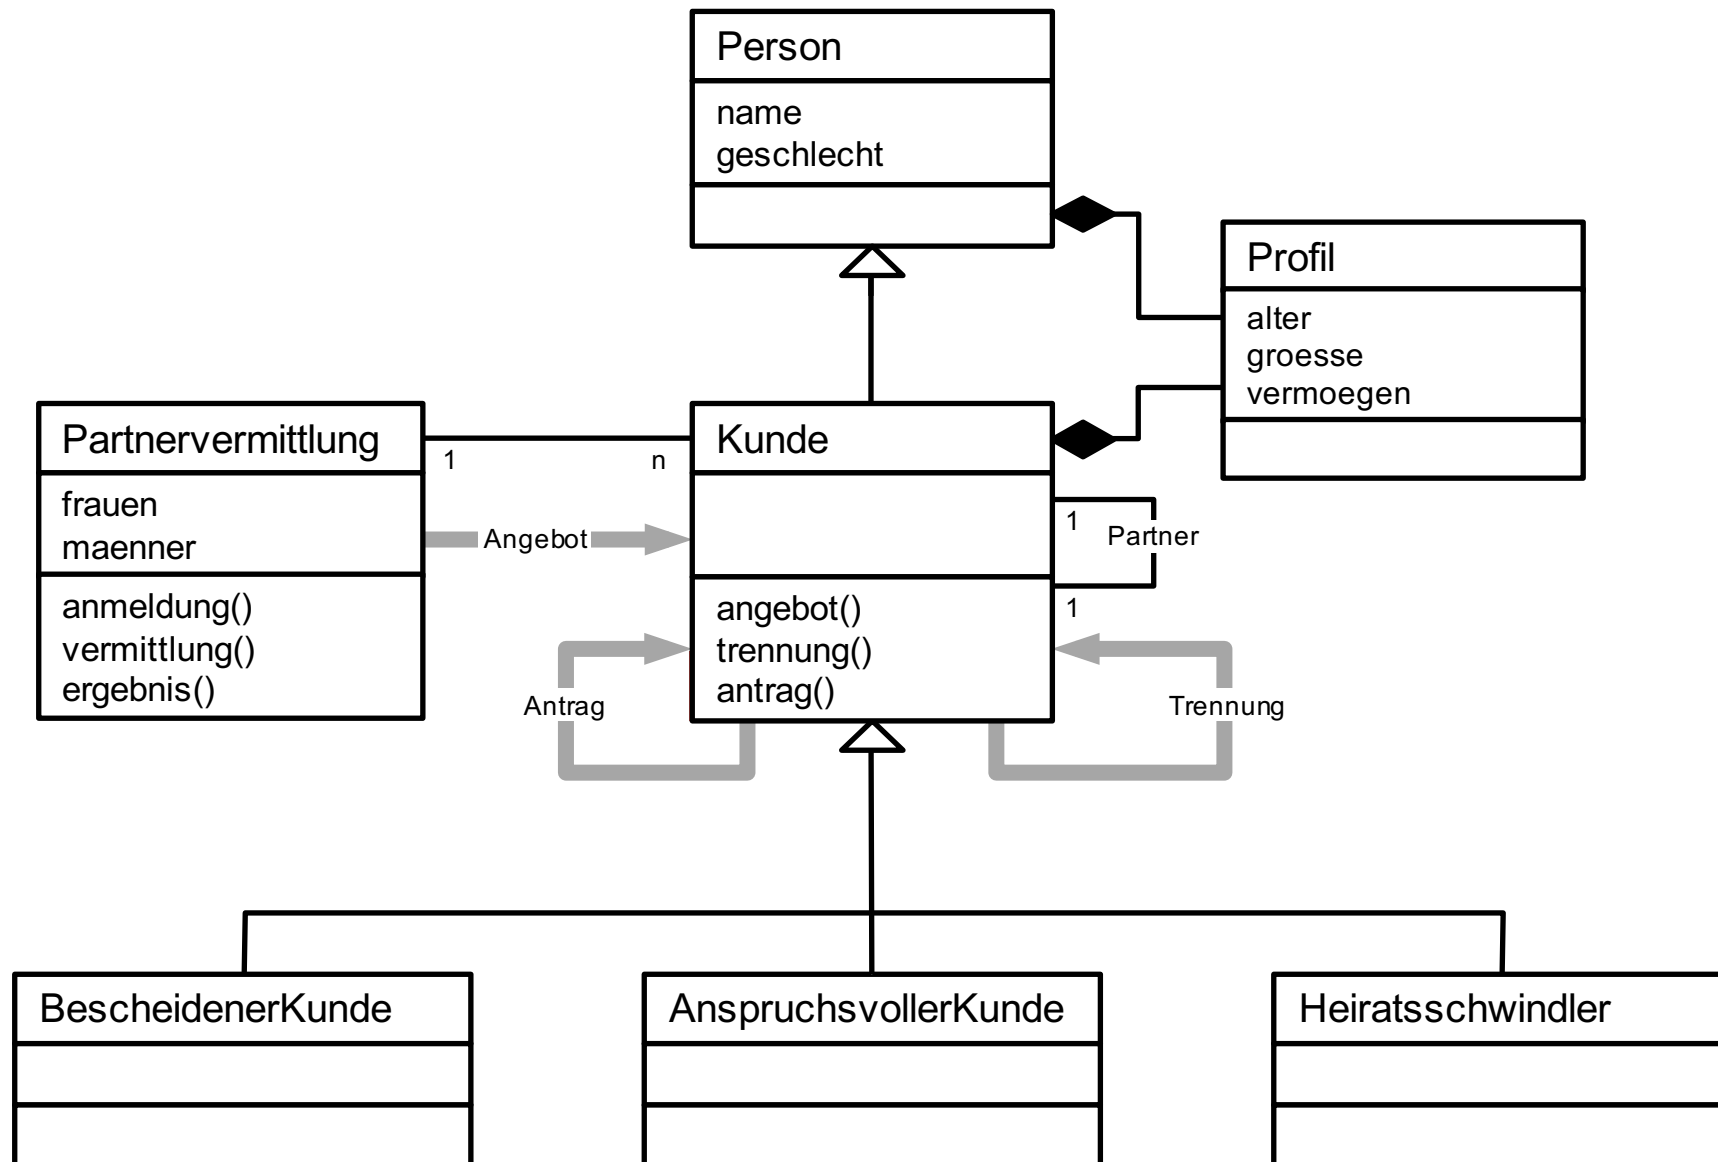 Person
name
geschlecht
Profil
alter
groesse
vermoegen
Partnervermittlung
frauen
maenner
anmeldung()
vermittlung()
ergebnis()
1
n
Angebot
Kunde
angebot()
trennung()
antrag()
1
Partner
1
Antrag
Trennung
BescheidenerKunde
AnspruchsvollerKunde
Heiratsschwindler